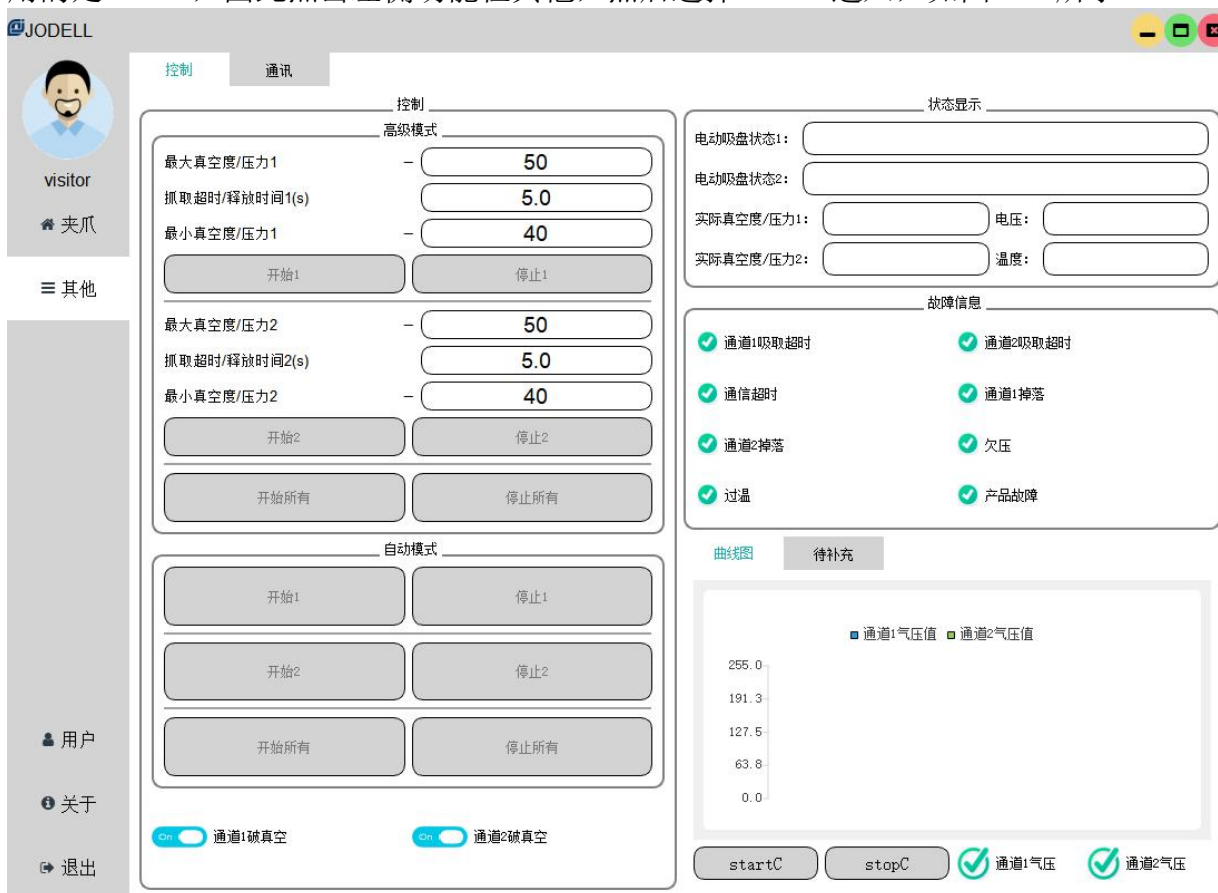 JODELL
visitor
夹爪
其他
用户
关于
退出
控制
通讯
控制
高级模式
最大真空度/压力1 - 50
抓取超时/释放时间1(s) 5.0
最小真空度/压力1 - 40
开始1 停止1
最大真空度/压力2 - 50
抓取超时/释放时间2(s) 5.0
最小真空度/压力2 - 40
开始2 停止2
开始所有 停止所有
自动模式
开始1 停止1
开始2 停止2
开始所有 停止所有
On 通道1破真空 On 通道2破真空
状态显示
电动吸盘状态1:
电动吸盘状态2:
实际真空度/压力1: 电压:
实际真空度/压力2: 温度:
故障信息
通道1吸取超时 通道2吸取超时
通信超时 通道1掉落
通道2掉落 欠压
过温 产品故障
曲线图 待补充
通道1气压值 通道2气压值
255.0
191.3
127.5
63.8
0.0
startC stopC 通道1气压 通道2气压